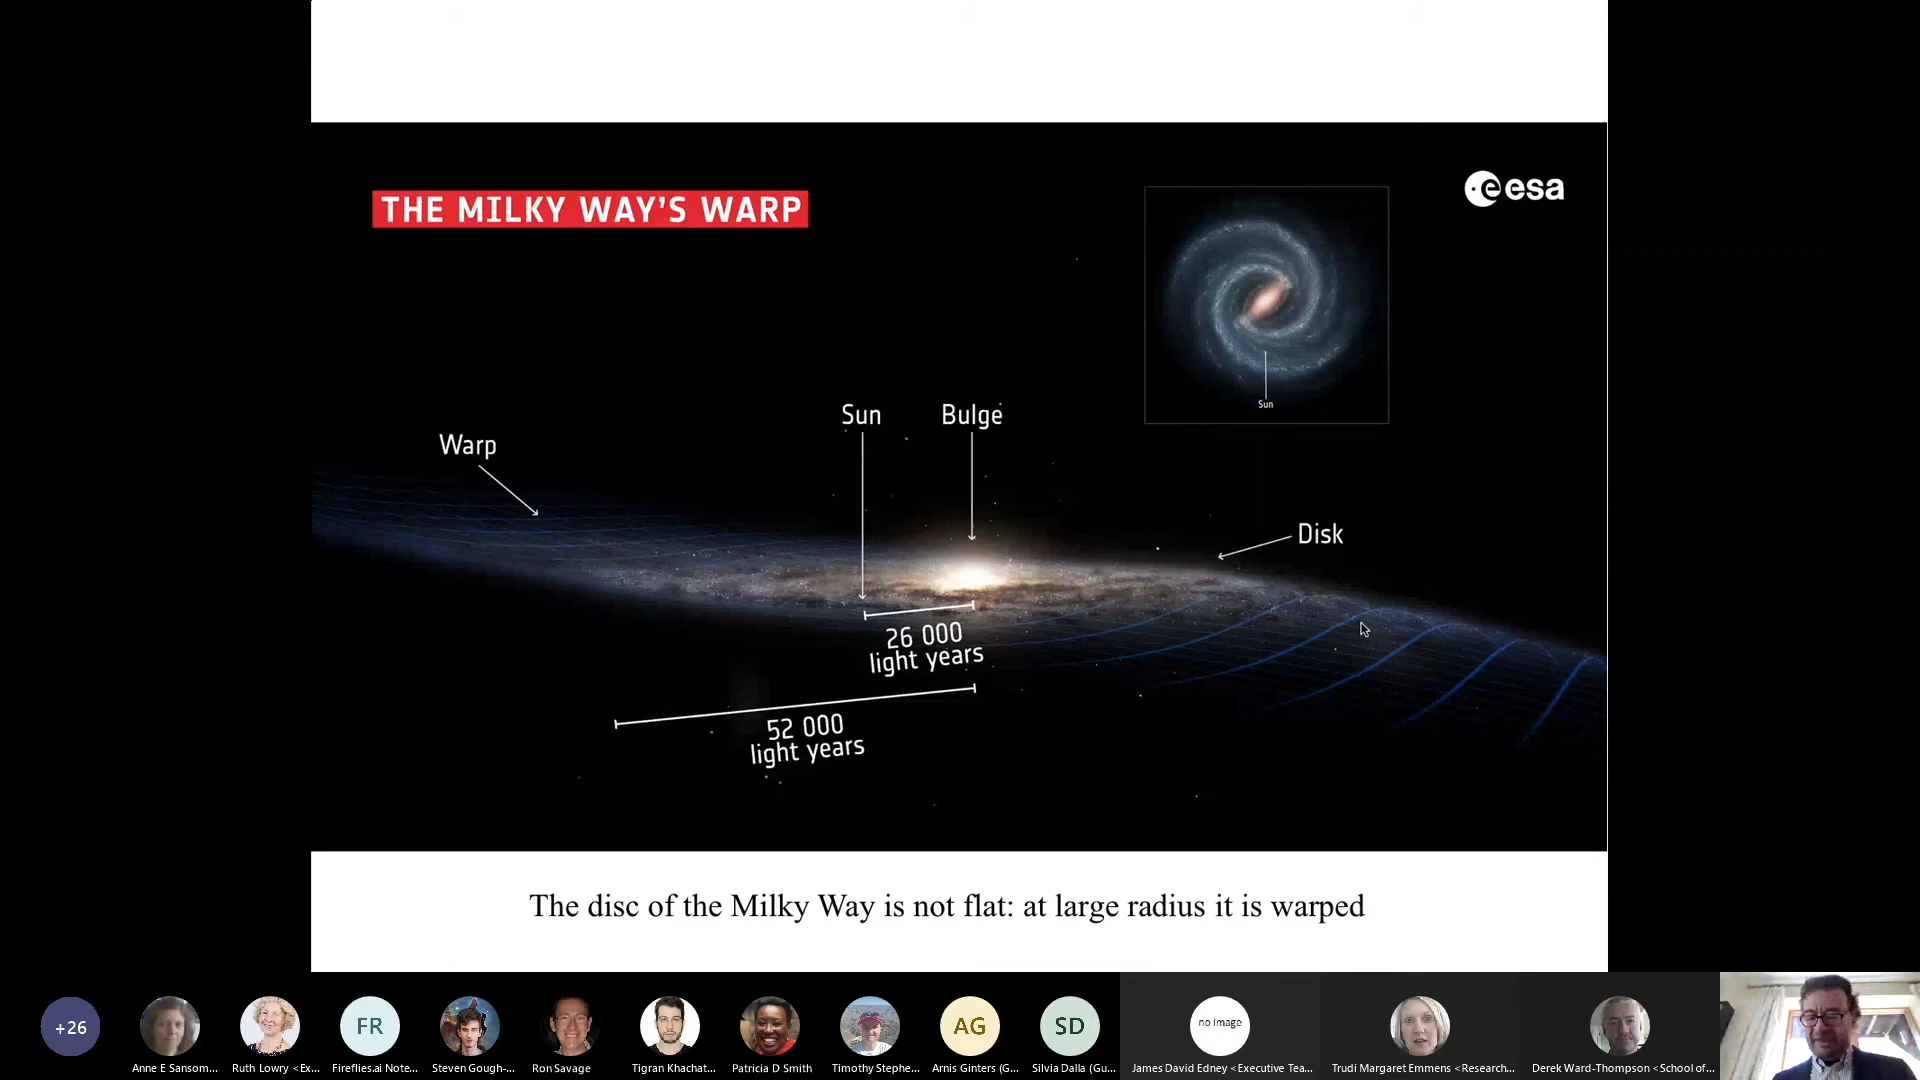 THE MILKY WAY'S WARP
esa
Sun
Sun
Bulge
Warp
Disk
26 000
light years
52 000
light years
The disc of the Milky Way is not flat: at large radius it is warped
+26
FR
AG
SD
no image
Anne E Sansom...
Ruth Lowry <Ex...
Fireflies.ai Note...
Steven Gough-...
Ron Savage
Tigran Khachat...
Patricia D Smith
Timothy Stephe...
Arnis Ginters (G...
Silvia Dalla (Gu...
James David Edney <Executive Tea...
Trudi Margaret Emmens <Research...
Derek Ward-Thompson <School of...